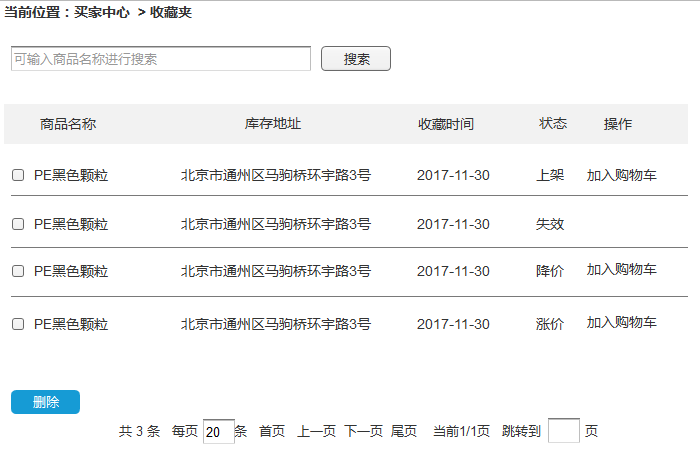 当前位置：买家中心 > 收藏夹
可输入商品名称进行搜索 搜索
商品名称 库存地址 收藏时间 状态 操作
PE黑色颗粒 北京市通州区马驹桥环宇路3号 2017-11-30 上架 加入购物车
PE黑色颗粒 北京市通州区马驹桥环宇路3号 2017-11-30 失效
PE黑色颗粒 北京市通州区马驹桥环宇路3号 2017-11-30 降价 加入购物车
PE黑色颗粒 北京市通州区马驹桥环宇路3号 2017-11-30 涨价 加入购物车
删除
共 3 条 每页 20 条 首页 上一页 下一页 尾页 当前1/1页 跳转到 页